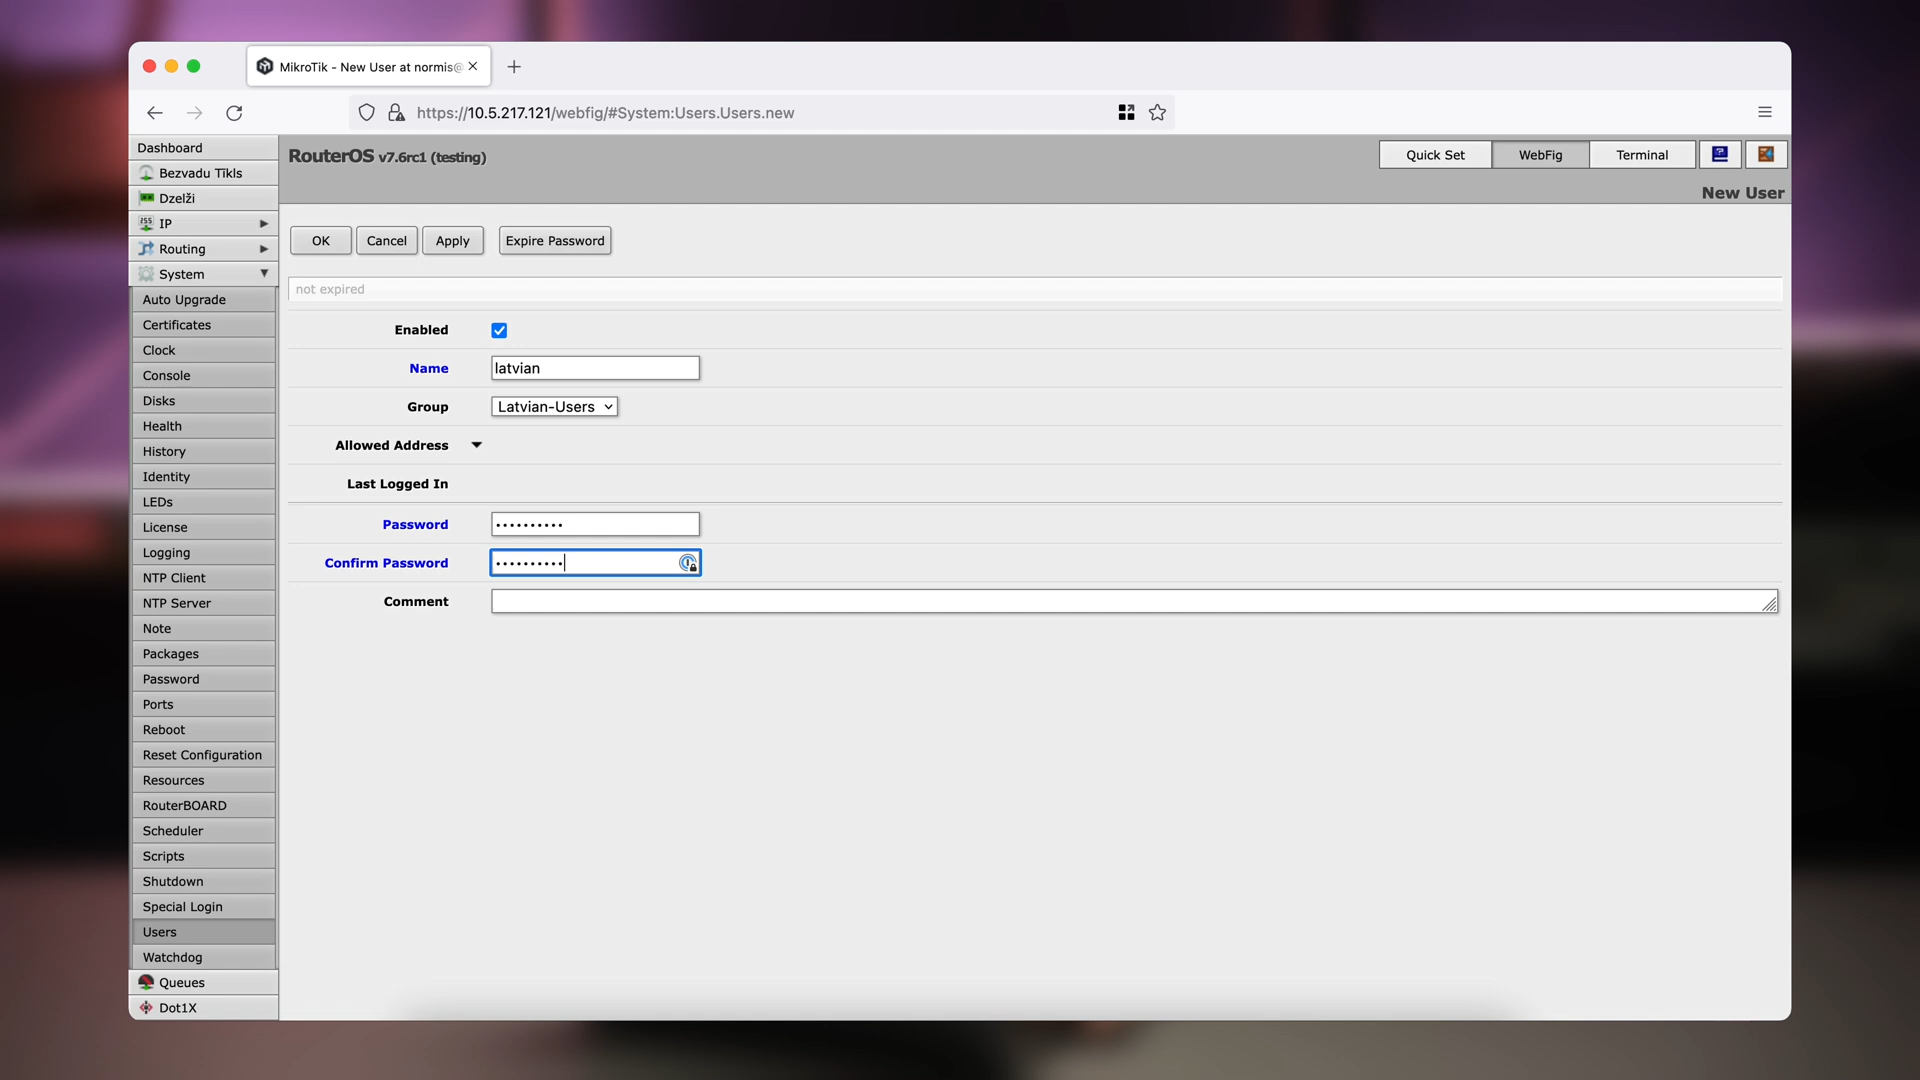 MikroTik - New User at normis@
https://10.5.217.121/webfig/#System:Users.Users.new
Dashboard
Bezvadu Tīkls
Dzelži
IP
Routing
System
Auto Upgrade
Certificates
Clock
Console
Disks
Health
History
Identity
LEDs
License
Logging
NTP Client
NTP Server
Note
Packages
Password
Ports
Reboot
Reset Configuration
Resources
RouterBOARD
Scheduler
Scripts
Shutdown
Special Login
Users
Watchdog
Queues
Dot1X
RouterOS v7.6rc1 (testing)
Quick Set WebFig Terminal
New User
OK Cancel Apply Expire Password
not expired
Enabled
Name latvian
Group Latvian-Users
Allowed Address
Last Logged In
Password ••••••••••
Confirm Password ••••••••••
Comment